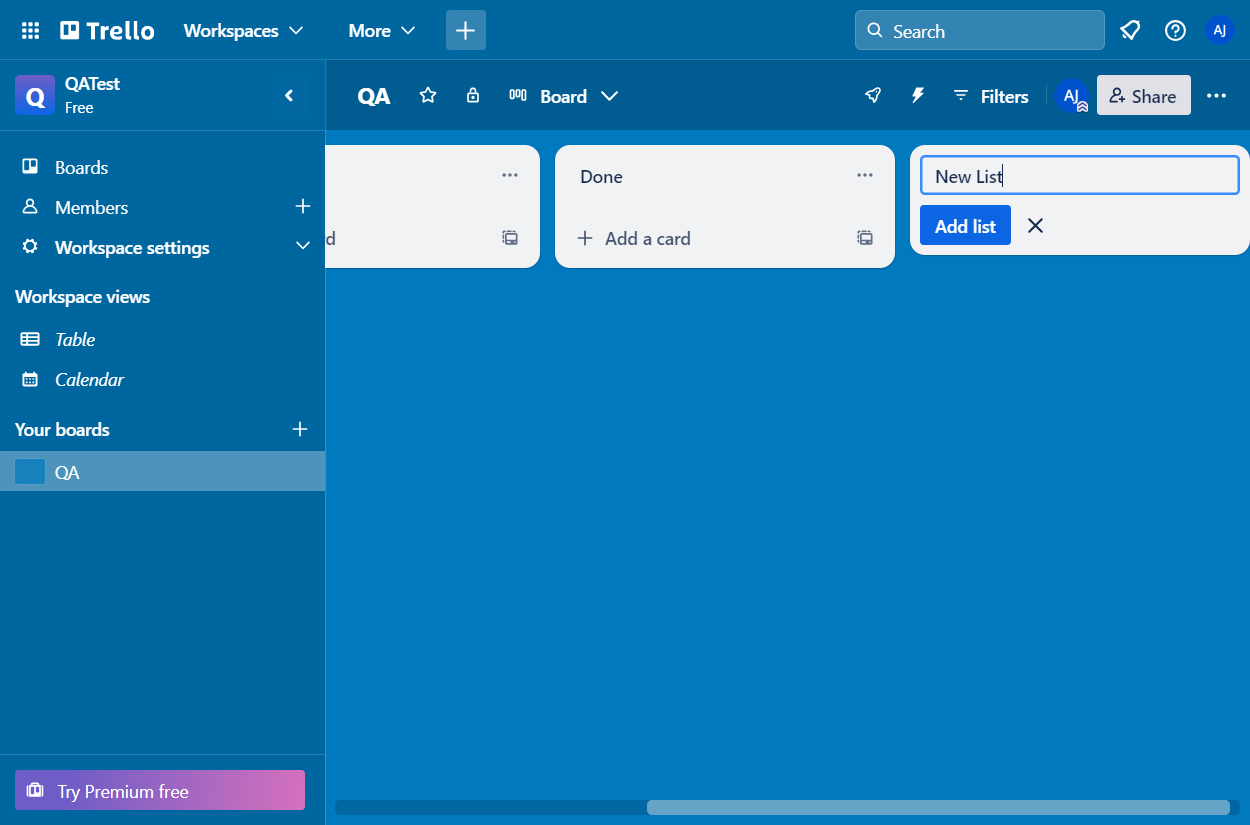 Trello
Workspaces
More
Search
AJ
Q
QATest
Free
QA
Board
Filters
AJ
Share
Boards
Members
Workspace settings
Workspace views
Table
Calendar
Your boards
QA
d
Done
Add a card
New List
Add list
Try Premium free